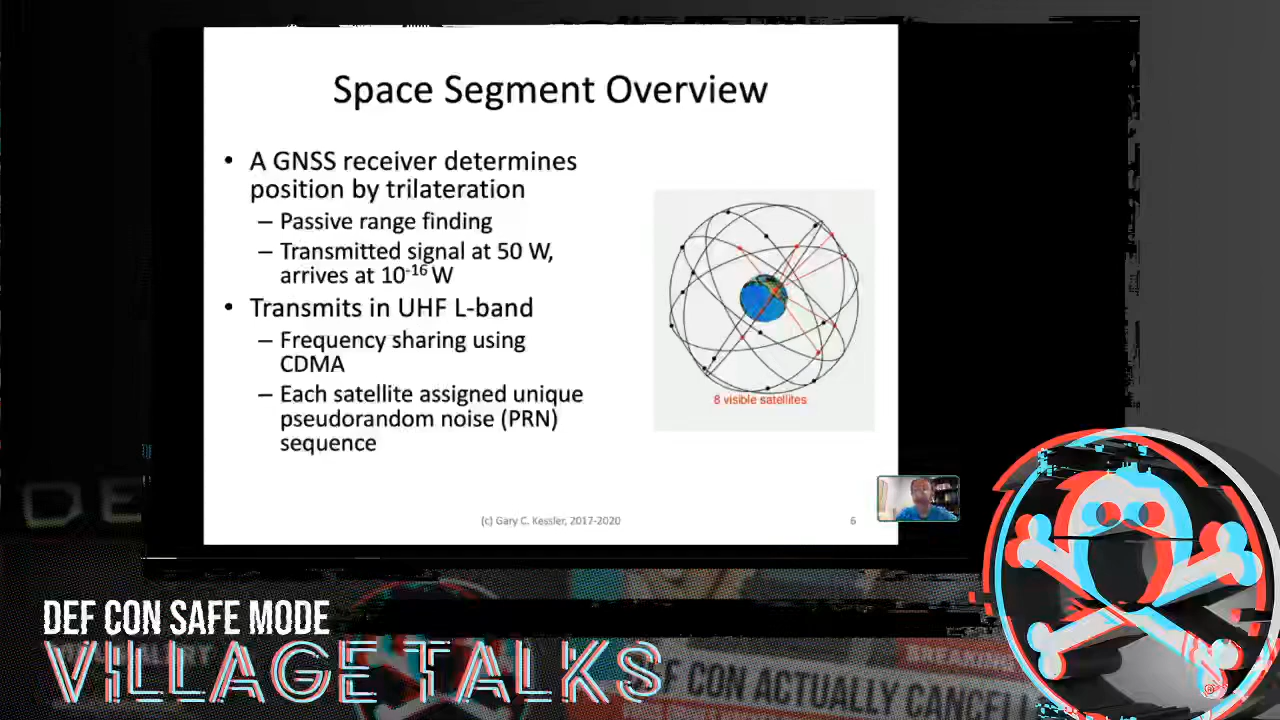 Space Segment Overview
• A GNSS receiver determines
position by trilateration
– Passive range finding
– Transmitted signal at 50 W,
arrives at 10⁻¹⁶ W
• Transmits in UHF L-band
– Frequency sharing using
CDMA
– Each satellite assigned unique
pseudorandom noise (PRN)
sequence
8 visible satellites
(c) Gary C. Kessler, 2017-2020
6
DEF CON SAFE MODE
VILLAGE TALKS
DEF CON ACTUALLY